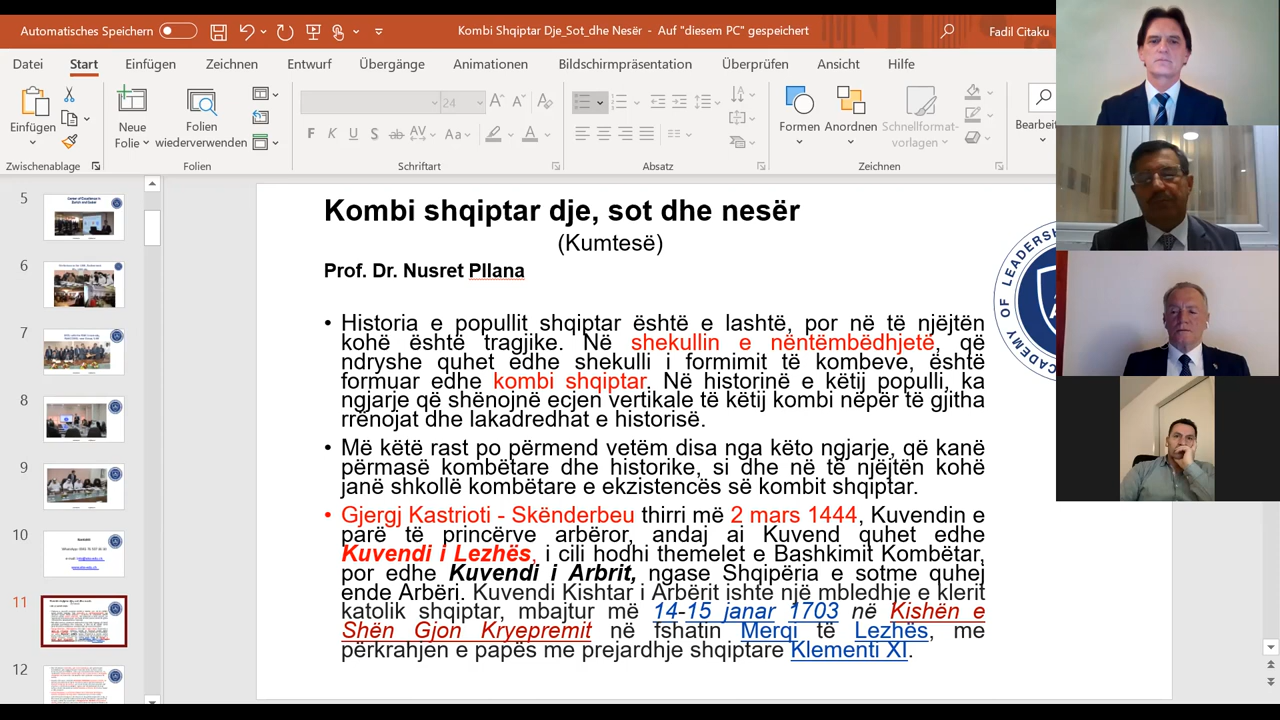 Automatisches Speichern
Kombi Shqiptar Dje_Sot_dhe Nesër - Auf "diesem PC" gespeichert
Fadil Citaku
Datei Start Einfügen Zeichnen Entwurf Übergänge Animationen Bildschirmpräsentation Überprüfen Ansicht Hilfe
Einfügen
Neue Folie
Folien wiederverwenden
24
F K U S ab AV Aa
Formen Anordnen Schnellformat-vorlagen
Bearbeit
Zwischenablage Folien Schriftart Absatz Zeichnen
5
6
7
8
9
10
11
12
Kombi shqiptar dje, sot dhe nesër
(Kumtesë)
Prof. Dr. Nusret Pllana
• Historia e popullit shqiptar është e lashtë, por në të njëjtën
kohë është tragjike. Në shekullin e nëntëmbëdhjetë, që
ndryshe quhet edhe shekulli i formimit të kombeve, është
formuar edhe kombi shqiptar. Në historinë e këtij populli, ka
ngjarje që shënojnë ecjen vertikale të këtij kombi nëpër të gjitha
rrënojat dhe lakadredhat e historisë.
• Më këtë rast po përmend vetëm disa nga këto ngjarje, që kanë
përmasë kombëtare dhe historike, si dhe në të njëjtën kohë
janë shkollë kombëtare e ekzistencës së kombit shqiptar.
• Gjergj Kastrioti - Skënderbeu thirri më 2 mars 1444, Kuvendin e
parë të princërve arbëror, andaj ai Kuvend quhet edhe
Kuvendi i Lezhës, i cili hodhi themelet e Bashkimit Kombëtar,
por edhe Kuvendi i Arbrit, ngase Shqipëria e sotme quhej
ende Arbëri. Kuvendi Kishtar i Arbërit ishte një mbledhje e klerit
katolik shqiptar, mbajtur më 14-15 janar 1703 në Kishën e
Shën Gjon Kryepremit në fshatin Merqi të Lezhës, me
përkrahjen e papës me prejardhje shqiptare Klementi XI.
ACADEMY OF LEADERSH